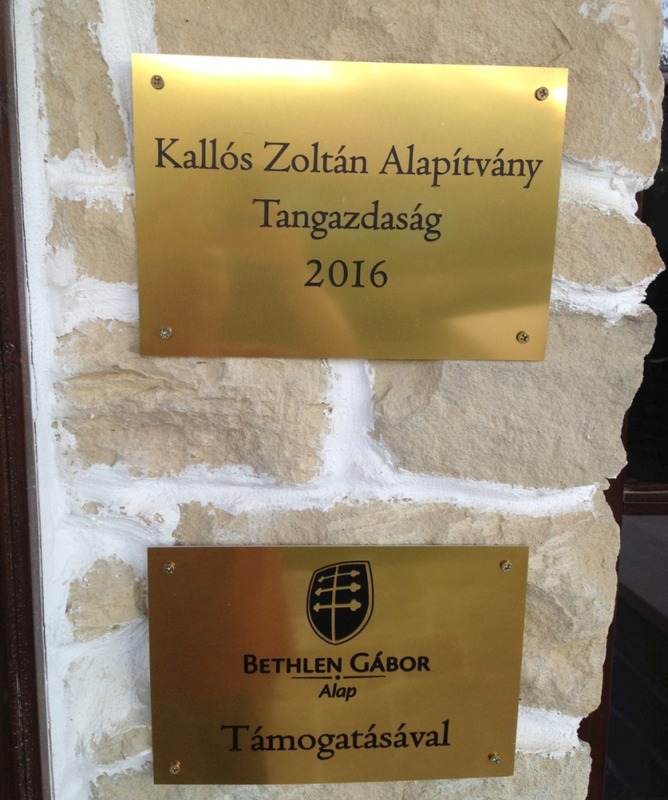 Kallós Zoltán Alapítvány
Tangazdaság
2016
BETHLEN GÁBOR
Alap
Támogatásával